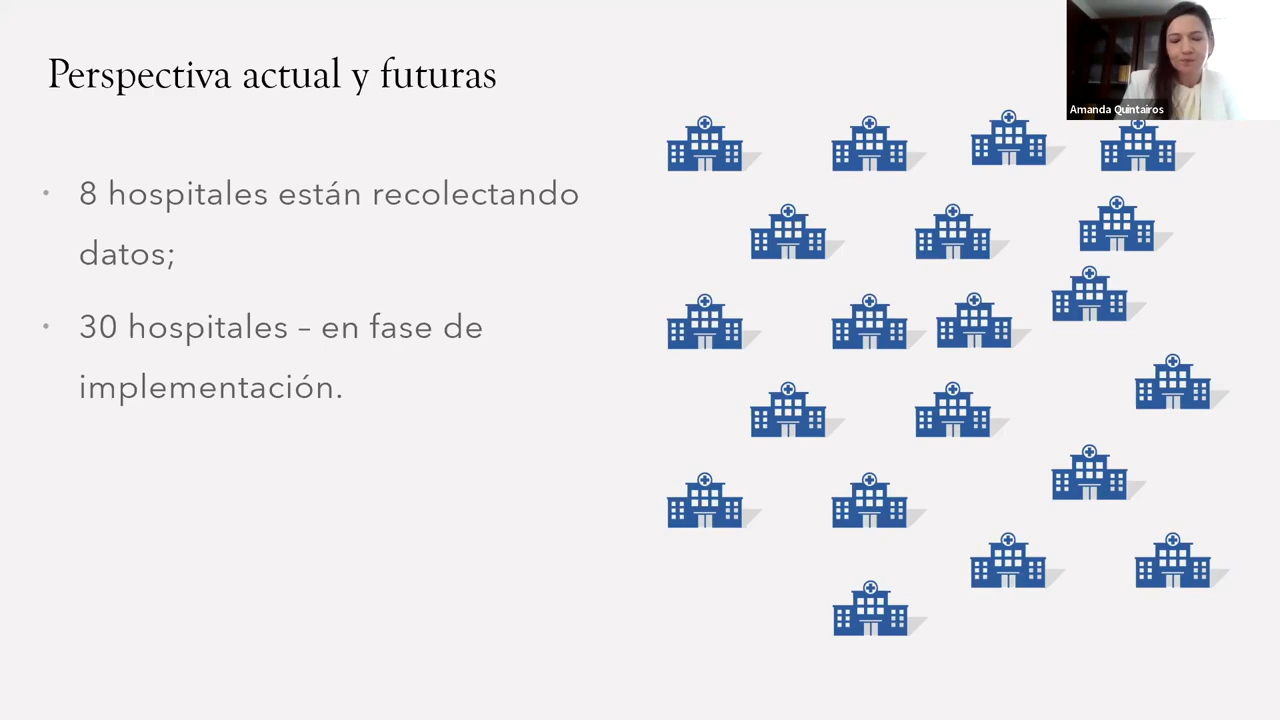 Perspectiva actual y futuras
Amanda Quintairos
• 8 hospitales están recolectando
datos;
• 30 hospitales – en fase de
implementación.